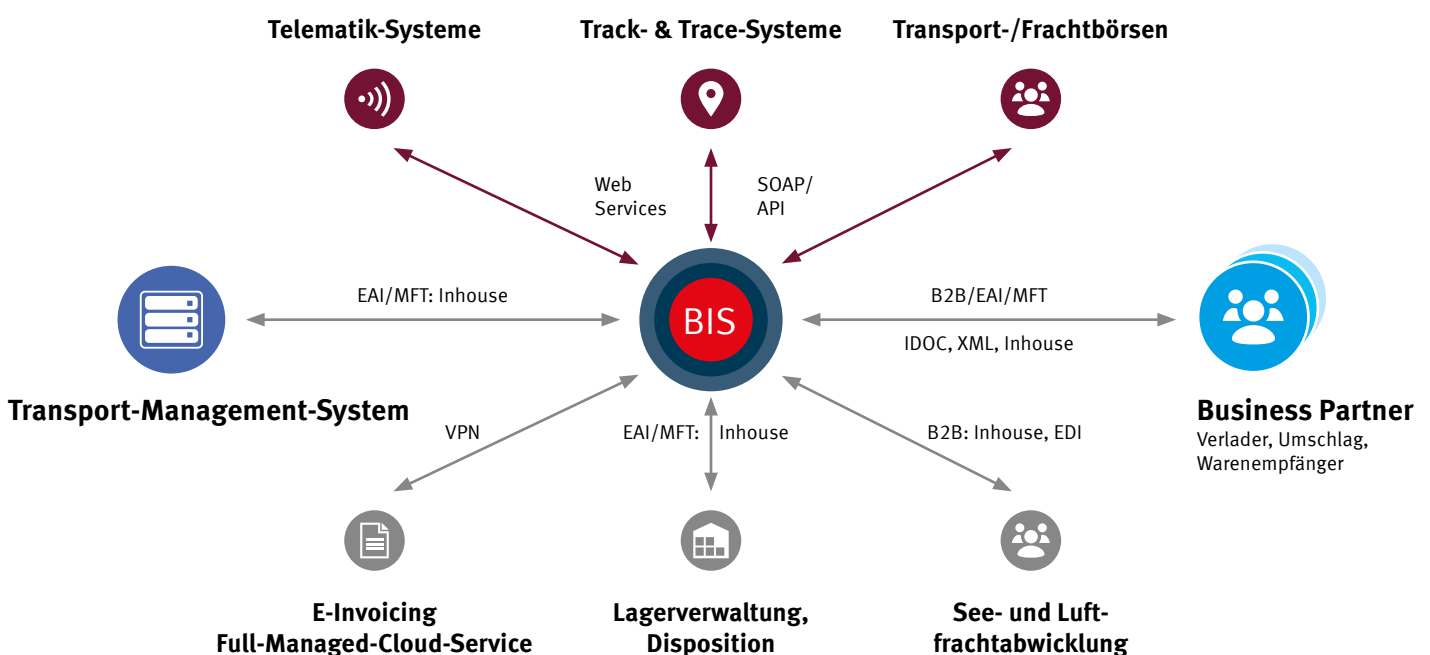 Telematik-Systeme
Track- & Trace-Systeme
Transport-/Frachtbörsen
Web
Services
SOAP/
API
EAI/MFT: Inhouse
BIS
B2B/EAI/MFT
IDOC, XML, Inhouse
Transport-Management-System
Business Partner
Verlader, Umschlag,
Warenempfänger
VPN
EAI/MFT: Inhouse
B2B: Inhouse, EDI
E-Invoicing
Full-Managed-Cloud-Service
Lagerverwaltung,
Disposition
See- und Luft-
frachtabwicklung